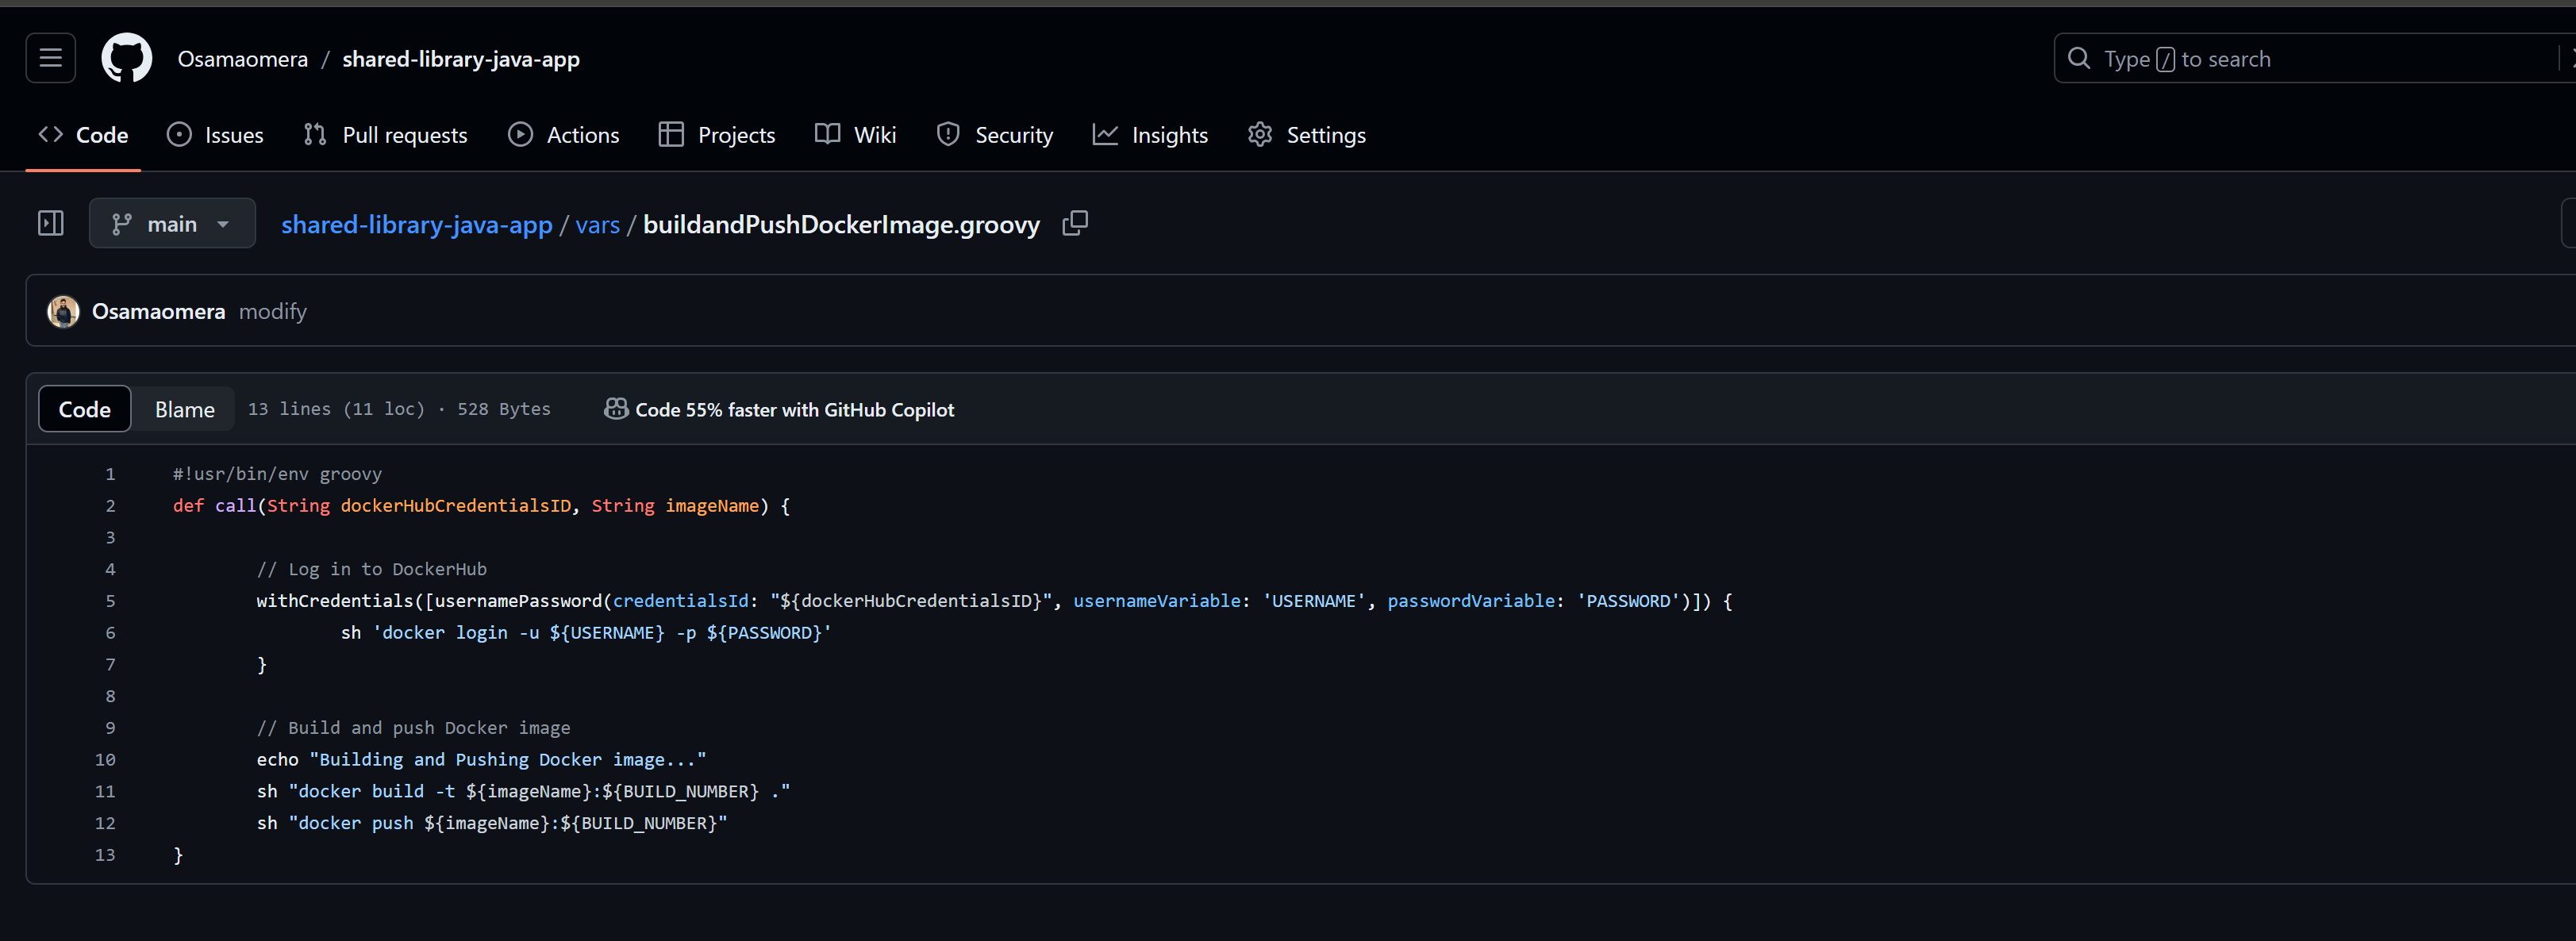 Osamaomera / shared-library-java-app
Type / to search
Code Issues Pull requests Actions Projects Wiki Security Insights Settings
main shared-library-java-app / vars / buildandPushDockerImage.groovy
Osamaomera modify
Code Blame 13 lines (11 loc) · 528 Bytes Code 55% faster with GitHub Copilot
1 #!usr/bin/env groovy
2 def call(String dockerHubCredentialsID, String imageName) {
3
4 // Log in to DockerHub
5 withCredentials([usernamePassword(credentialsId: "${dockerHubCredentialsID}", usernameVariable: 'USERNAME', passwordVariable: 'PASSWORD')]) {
6 sh 'docker login -u ${USERNAME} -p ${PASSWORD}'
7 }
8
9 // Build and push Docker image
10 echo "Building and Pushing Docker image..."
11 sh "docker build -t ${imageName}:${BUILD_NUMBER} ."
12 sh "docker push ${imageName}:${BUILD_NUMBER}"
13 }